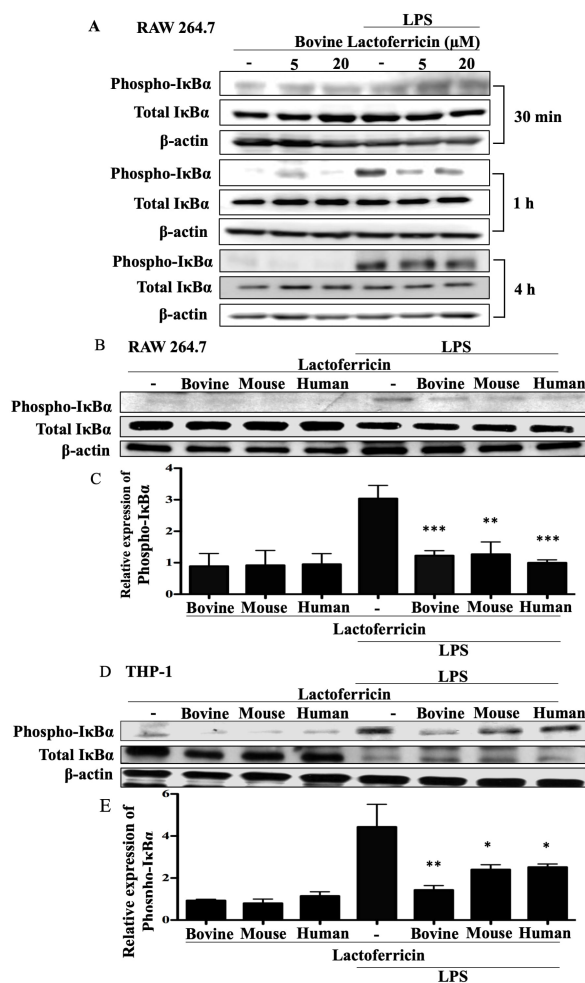 LPS
A RAW 264.7
Bovine Lactoferricin (µM)
- 5 20 - 5 20
Phospho-IκBα
Total IκBα
30 min
β-actin
Phospho-IκBα
Total IκBα
1 h
β-actin
Phospho-IκBα
Total IκBα
4 h
β-actin
B RAW 264.7
LPS
Lactoferricin
- Bovine Mouse Human - Bovine Mouse Human
Phospho-IκBα
Total IκBα
β-actin
C
Relative expression of
Phospho-IκBα
4
3
2
1
0
*** ** ***
Bovine Mouse Human - Bovine Mouse Human
Lactoferricin
LPS
D THP-1
LPS
Lactoferricin
- Bovine Mouse Human - Bovine Mouse Human
Phospho-IκBα
Total IκBα
β-actin
E
Relative expression of
Phospho-IκBα
6
4
2
0
** * *
Bovine Mouse Human - Bovine Mouse Human
Lactoferricin
LPS